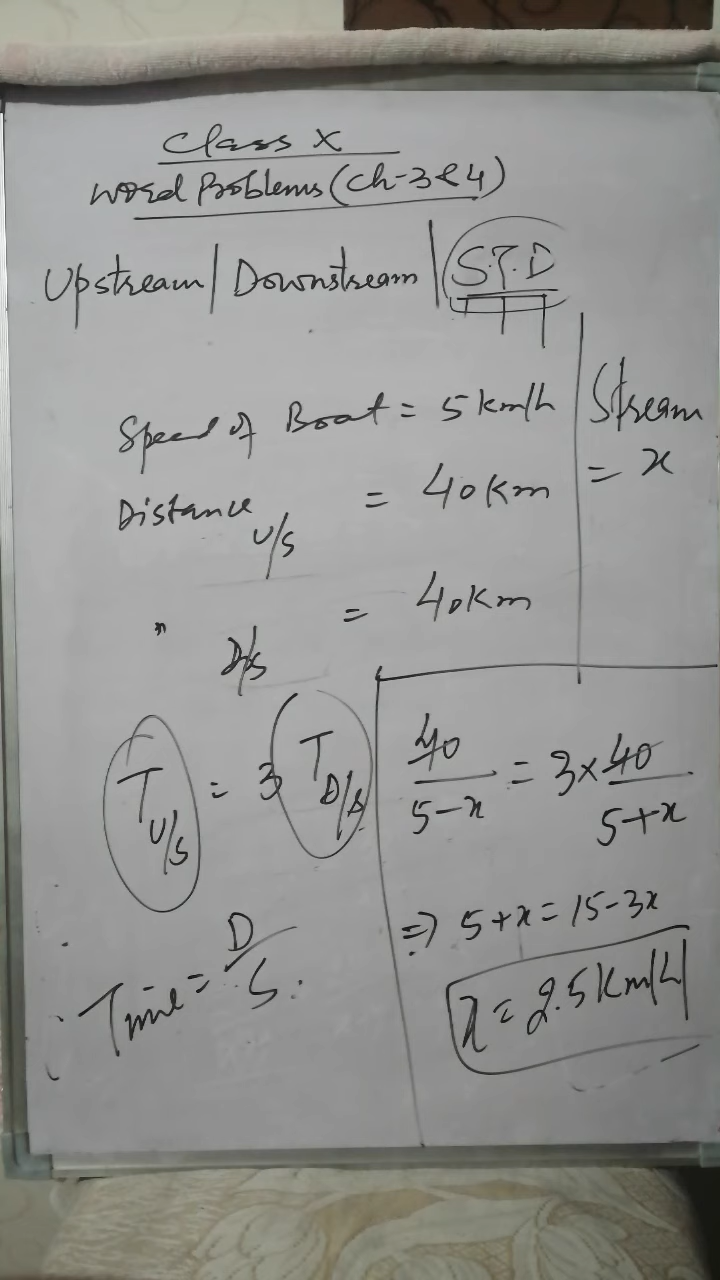 Class X
Word Problems (Ch-3 & 4)
Upstream | Downstream | S.T.D
Speed of Boat = 5 km/h
Stream
= x
Distance U/S = 40 Km
" D/S = 40 Km
T U/S = 3 T D/S
Time = D/S.
40/5-x = 3×40/5+x
⇒ 5+x = 15-3x
x = 2.5 Km/h